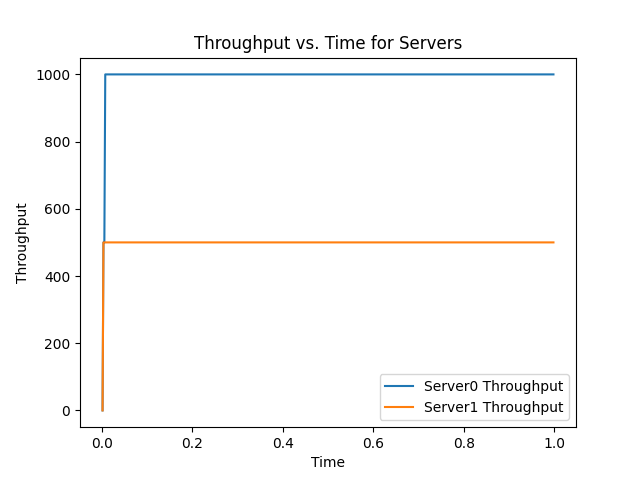 Throughput vs. Time for Servers
Throughput
1000
800
600
400
200
0
Server0 Throughput
Server1 Throughput
0.0 0.2 0.4 0.6 0.8 1.0
Time